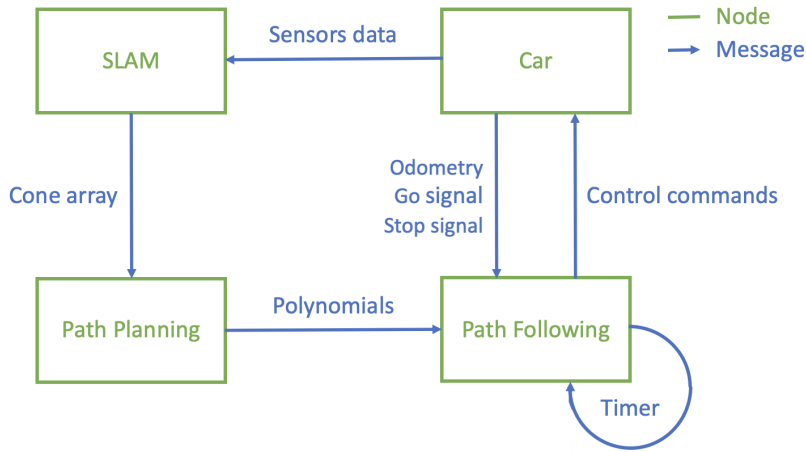 Node
Sensors data
SLAM
Car
Message
Odometry
Cone array
Go signal
Control commands
Stop signal
Polynomials
Path Planning
Path Following
Timer